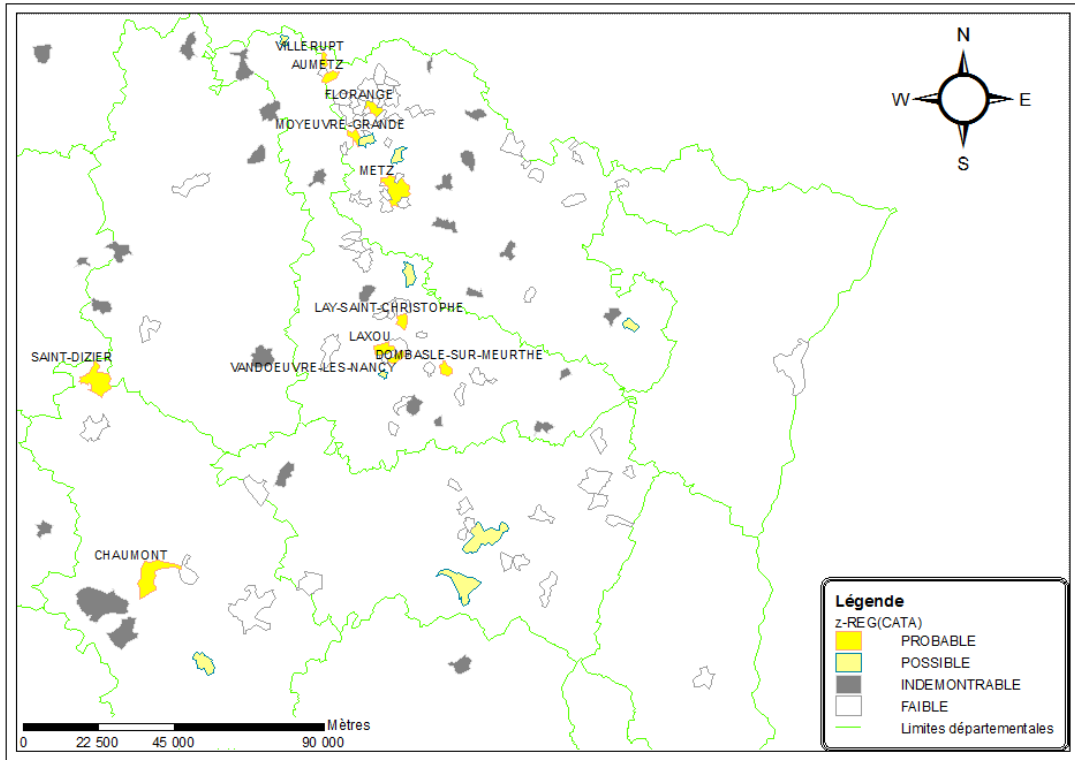 VILLERUPT
AUMETZ
FLORANGE
MOYEUVRE-GRANDE
METZ
LAY-SAINT-CHRISTOPHE
LAXOU
DOMBASLE-SUR-MEURTHE
VANDOEUVRE-LES-NANCY
SAINT-DIZIER
CHAUMONT
N
W
E
S
Légende
z-REG(CATA)
PROBABLE
POSSIBLE
INDEMONTRABLE
FAIBLE
Limites départementales
Mètres
0 22 500 45 000 90 000